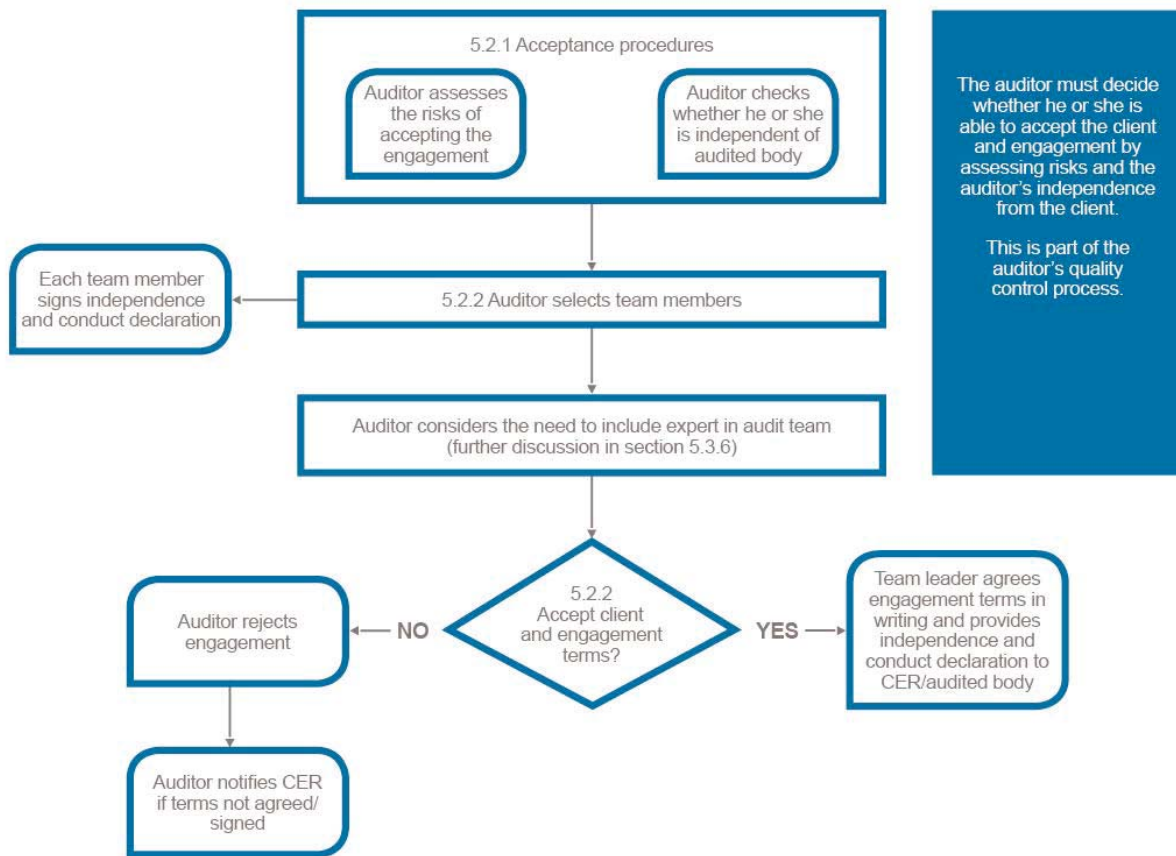 5.2.1 Acceptance procedures
Auditor assesses
the risks of
accepting the
engagement
Auditor checks
whether he or she
is independent of
audited body
The auditor must decide
whether he or she is
able to accept the client
and engagement by
assessing risks and the
auditor’s independence
from the client.
This is part of the
auditor’s quality
control process.
Each team member
signs independence
and conduct declaration
5.2.2 Auditor selects team members
Auditor considers the need to include expert in audit team
(further discussion in section 5.3.6)
5.2.2
Accept client
and engagement
terms?
NO
Auditor rejects
engagement
Auditor notifies CER
if terms not agreed/
signed
YES
Team leader agrees
engagement terms in
writing and provides
independence and
conduct declaration to
CER/audited body